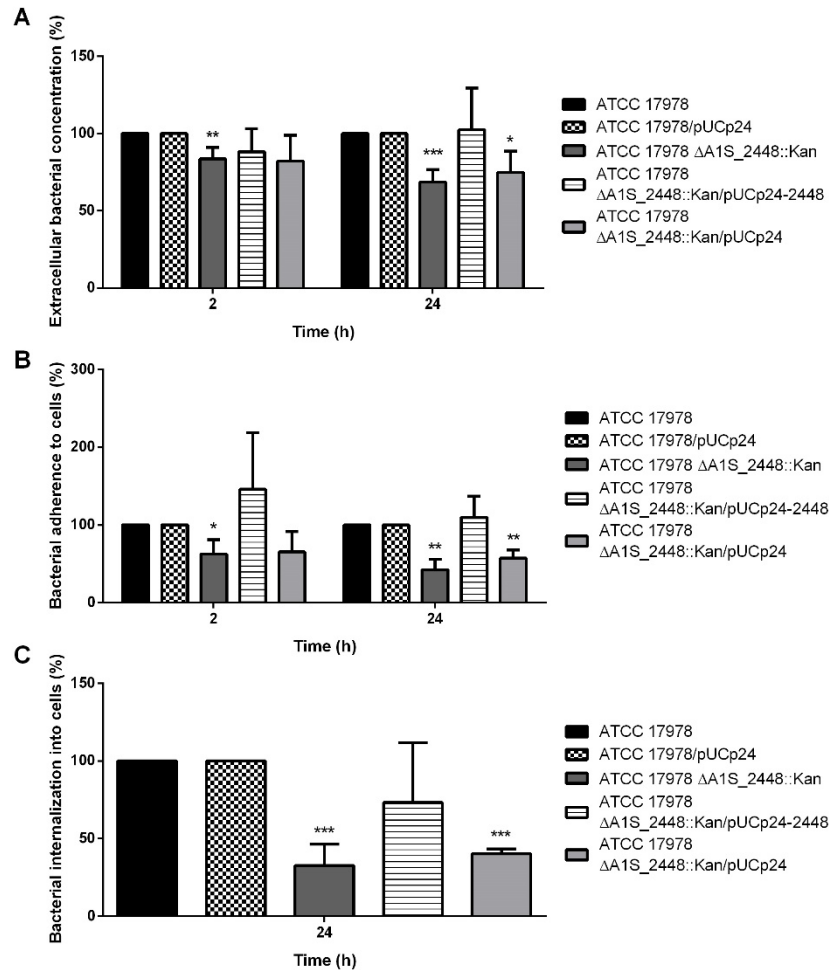 A
Extracellular bacterial concentration (%)
150
100
50
0
**
***
*
2
24
Time (h)
ATCC 17978
ATCC 17978/pUCp24
ATCC 17978 ΔA1S_2448::Kan
ATCC 17978
ΔA1S_2448::Kan/pUCp24-2448
ATCC 17978
ΔA1S_2448::Kan/pUCp24
B
Bacterial adherence to cells (%)
300
200
100
0
*
**
**
2
24
Time (h)
ATCC 17978
ATCC 17978/pUCp24
ATCC 17978 ΔA1S_2448::Kan
ATCC 17978
ΔA1S_2448::Kan/pUCp24-2448
ATCC 17978
ΔA1S_2448::Kan/pUCp24
C
Bacterial internalization into cells (%)
150
100
50
0
***
***
24
Time (h)
ATCC 17978
ATCC 17978/pUCp24
ATCC 17978 ΔA1S_2448::Kan
ATCC 17978
ΔA1S_2448::Kan/pUCp24-2448
ATCC 17978
ΔA1S_2448::Kan/pUCp24